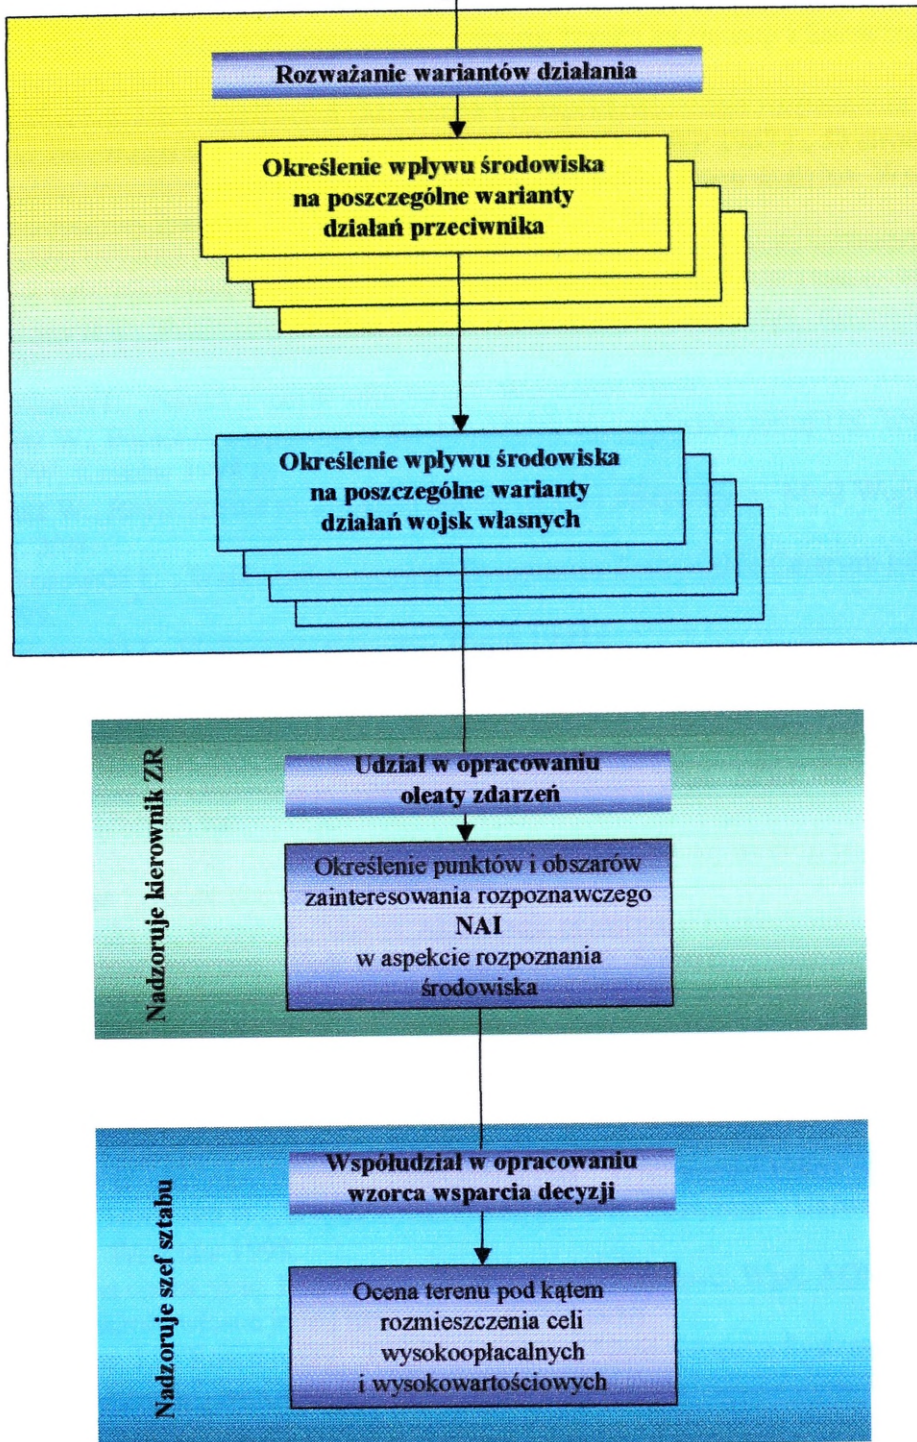 Rozważanie wariantów działania
Określenie wpływu środowiska
na poszczególne warianty
działań przeciwnika
Określenie wpływu środowiska
na poszczególne warianty
działań wojsk własnych
Nadzoruje kierownik ZR
Udział w opracowaniu
oleaty zdarzeń
Określenie punktów i obszarów
zainteresowania rozpoznawczego
NAI
w aspekcie rozpoznania
środowiska
Nadzoruje szef sztabu
Współudział w opracowaniu
wzorca wsparcia decyzji
Ocena terenu pod kątem
rozmieszczenia celi
wysokoopłacalnych
i wysokowartościowych